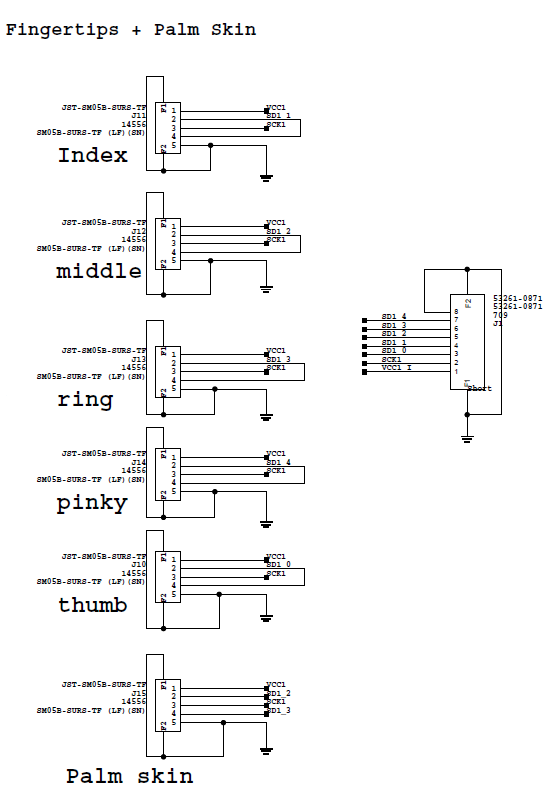 Fingertips + Palm Skin
JST-SM05B-SURS-TF
J11
14556
SM05B-SURS-TF (LF)(SN)
F1
1
2
3
4
5
F2
VCC1
SD1_1
SCK1
Index
JST-SM05B-SURS-TF
J12
14556
SM05B-SURS-TF (LF)(SN)
F1
1
2
3
4
5
F2
VCC1
SD1_2
SCK1
middle
JST-SM05B-SURS-TF
J13
14556
SM05B-SURS-TF (LF)(SN)
F1
1
2
3
4
5
F2
VCC1
SD1_3
SCK1
ring
JST-SM05B-SURS-TF
J14
14556
SM05B-SURS-TF (LF)(SN)
F1
1
2
3
4
5
F2
VCC1
SD1_4
SCK1
pinky
JST-SM05B-SURS-TF
J10
14556
SM05B-SURS-TF (LF)(SN)
F1
1
2
3
4
5
F2
VCC1
SD1_0
SCK1
thumb
JST-SM05B-SURS-TF
J15
14556
SM05B-SURS-TF (LF)(SN)
F1
1
2
3
4
5
F2
VCC1
SD1_2
SCK1
SD1_3
Palm skin
F2
53261-0871
53261-0871
709
J1
8
SD1_4 7
SD1_3 6
SD1_2 5
SD1_1 4
SD1_0 3
SCK1 2
VCC1_I 1
F1
Short